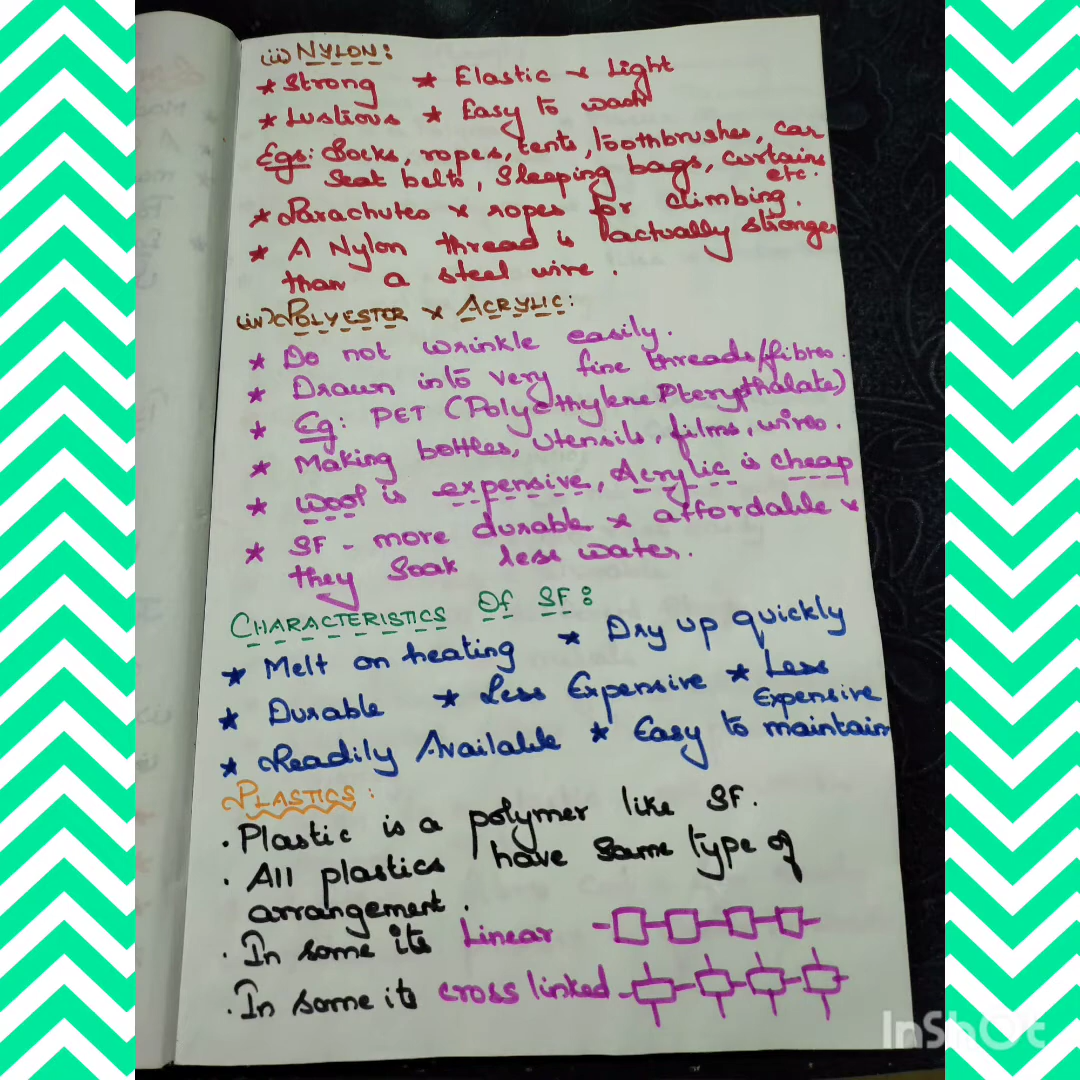 (ii) NYLON:
* Strong * Elastic & Light
* Lustious * Easy to wash
Egs: Socks, ropes, tents, toothbrushes, car
seat belts, sleeping bags, curtains
etc.
* Parachutes & ropes for climbing.
* A Nylon thread is actually stronger
than a steel wire.
(iii) POLYESTER & ACRYLIC:
* Do not wrinkle easily.
* Drawn into very fine threads/fibres.
* Eg: PET (Polyethylene Pterypthalate)
* Making bottles, utensils, films, wires.
* Wool is expensive, Acrylic is cheap
* SF - more durable & affordable &
they soak less water.
CHARACTERISTICS OF SF:
* Melt on heating * Dry up quickly
* Durable * Less Expensive * Less
Expensive
* Readily Available * Easy to maintain
PLASTICS:
. Plastic is a polymer like SF.
. All plastics have same type of
arrangement.
. In some its Linear
. In some its cross linked
InShOt